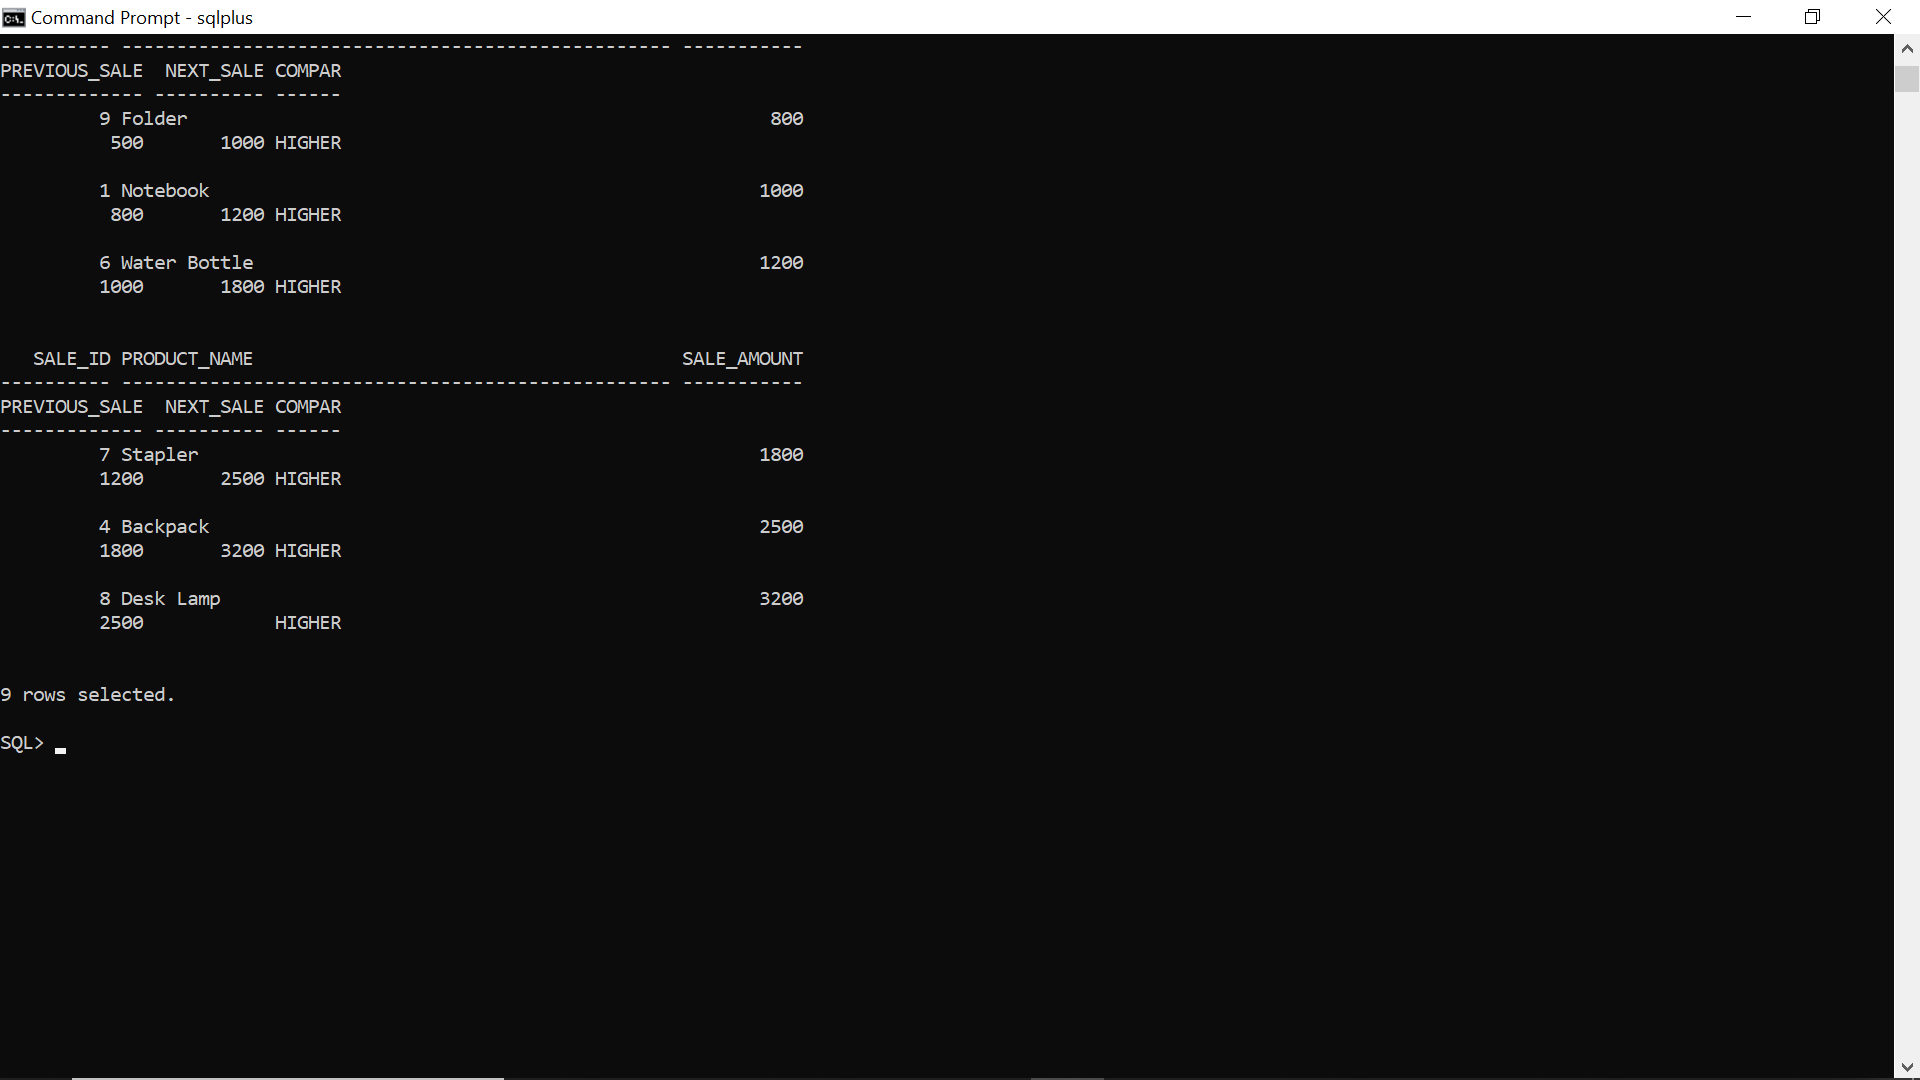 Command Prompt - sqlplus
---------- -------------------------------------------------- -----------
PREVIOUS_SALE  NEXT_SALE COMPAR
------------- ---------- ------
         9 Folder                                                     800
          500       1000 HIGHER
         1 Notebook                                                  1000
          800       1200 HIGHER
         6 Water Bottle                                              1200
         1000       1800 HIGHER
   SALE_ID PRODUCT_NAME                                       SALE_AMOUNT
---------- -------------------------------------------------- -----------
PREVIOUS_SALE  NEXT_SALE COMPAR
------------- ---------- ------
         7 Stapler                                                   1800
         1200       2500 HIGHER
         4 Backpack                                                  2500
         1800       3200 HIGHER
         8 Desk Lamp                                                 3200
         2500            HIGHER
9 rows selected.
SQL>